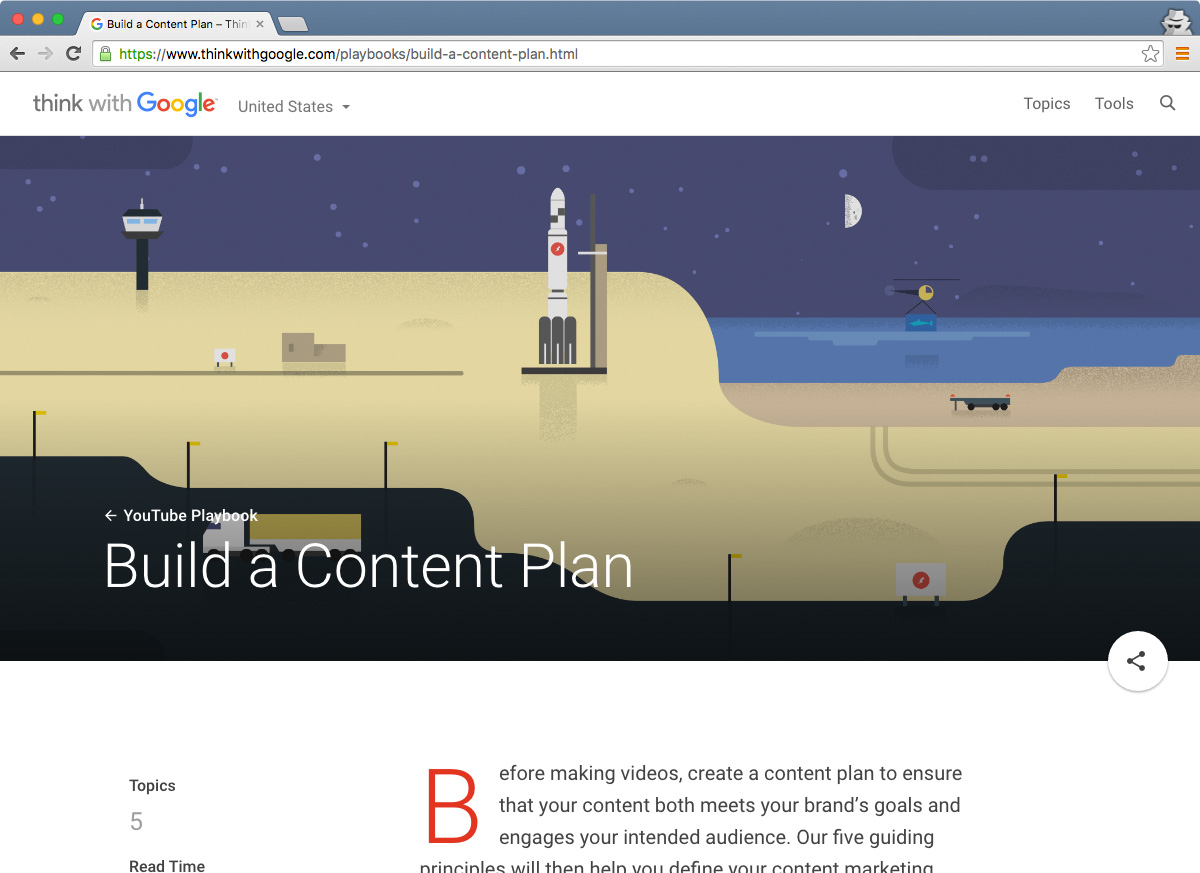 Build a Content Plan – Thin
https://www.thinkwithgoogle.com/playbooks/build-a-content-plan.html
think with Google
United States
Topics
Tools
← YouTube Playbook
Build a Content Plan
Topics
5
Read Time
Before making videos, create a content plan to ensure
that your content both meets your brand’s goals and
engages your intended audience. Our five guiding
principles will then help you define your content marketing